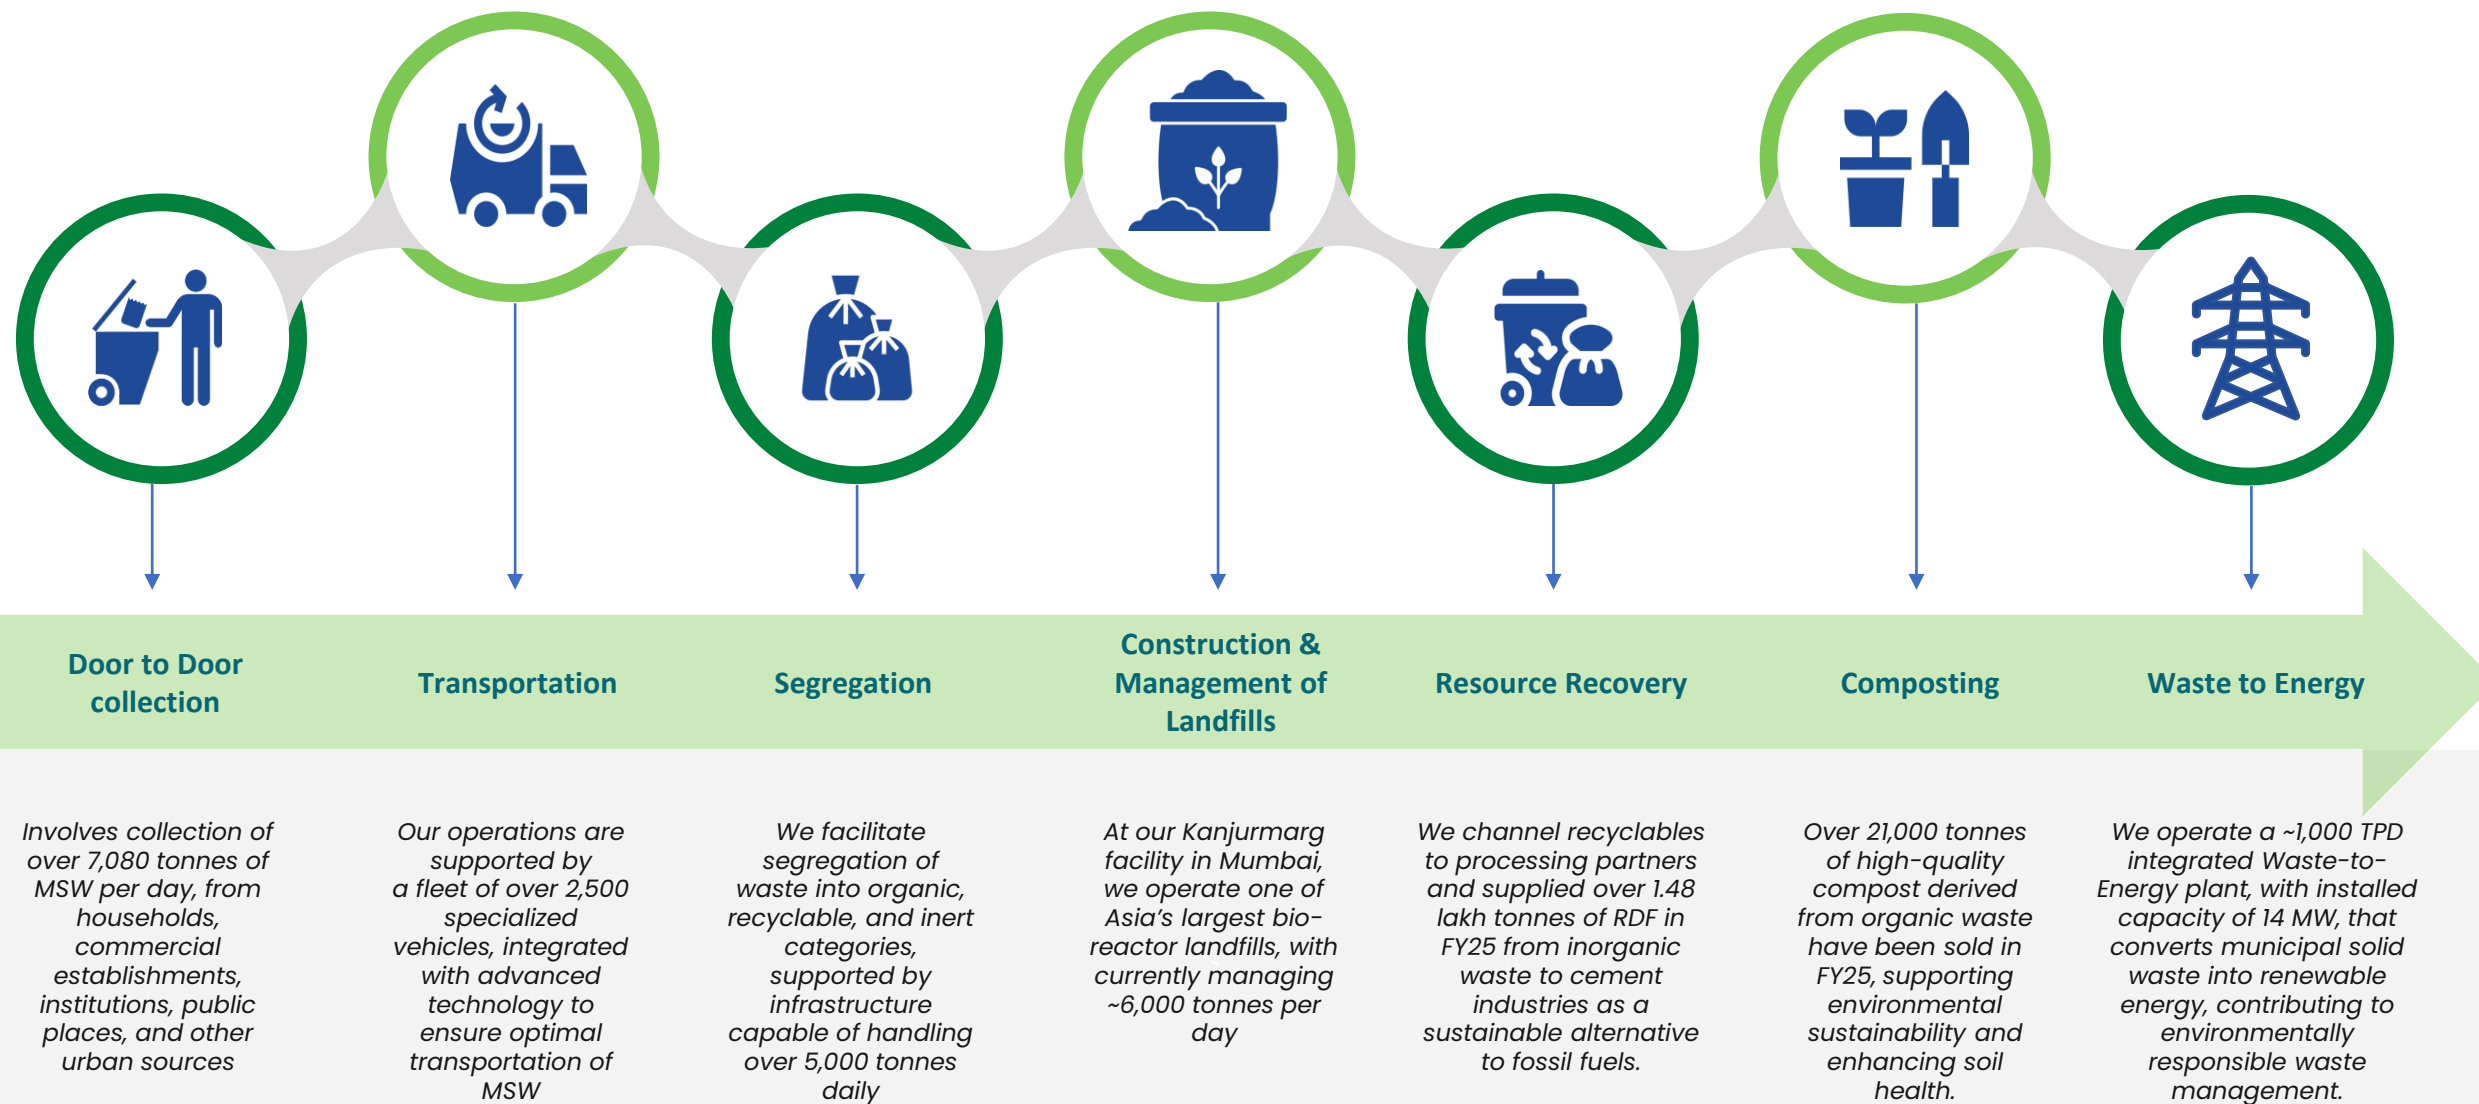 Door to Door
collection
Transportation
Segregation
Construction &
Management of
Landfills
Resource Recovery
Composting
Waste to Energy
Involves collection of
over 7,080 tonnes of
MSW per day, from
households,
commercial
establishments,
institutions, public
places, and other
urban sources
Our operations are
supported by
a fleet of over 2,500
specialized
vehicles, integrated
with advanced
technology to
ensure optimal
transportation of
MSW
We facilitate
segregation of
waste into organic,
recyclable, and inert
categories,
supported by
infrastructure
capable of handling
over 5,000 tonnes
daily
At our Kanjurmarg
facility in Mumbai,
we operate one of
Asia's largest bio-
reactor landfills, with
currently managing
~6,000 tonnes per
day
We channel recyclables
to processing partners
and supplied over 1.48
lakh tonnes of RDF in
FY25 from inorganic
waste to cement
industries as a
sustainable alternative
to fossil fuels.
Over 21,000 tonnes
of high-quality
compost derived
from organic waste
have been sold in
FY25, supporting
environmental
sustainability and
enhancing soil
health.
We operate a ~1,000 TPD
integrated Waste-to-
Energy plant, with installed
capacity of 14 MW, that
converts municipal solid
waste into renewable
energy, contributing to
environmentally
responsible waste
management.